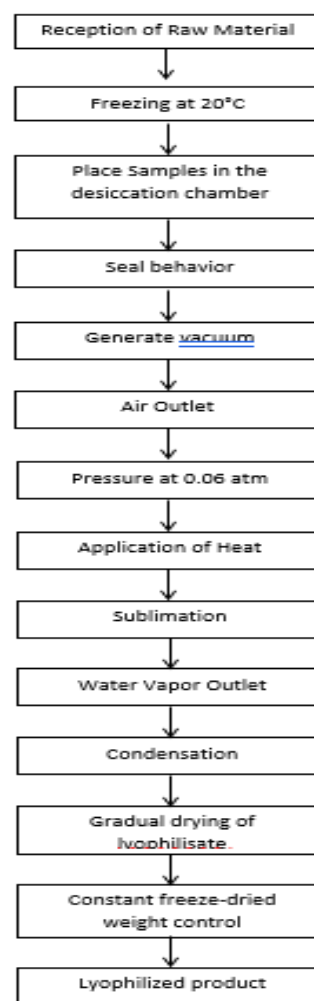 Reception of Raw Material
Freezing at 20°C
Place Samples in the
desiccation chamber
Seal behavior
Generate vacuum
Air Outlet
Pressure at 0.06 atm
Application of Heat
Sublimation
Water Vapor Outlet
Condensation
Gradual drying of
lyophilisate.
Constant freeze-dried
weight control
Lyophilized product